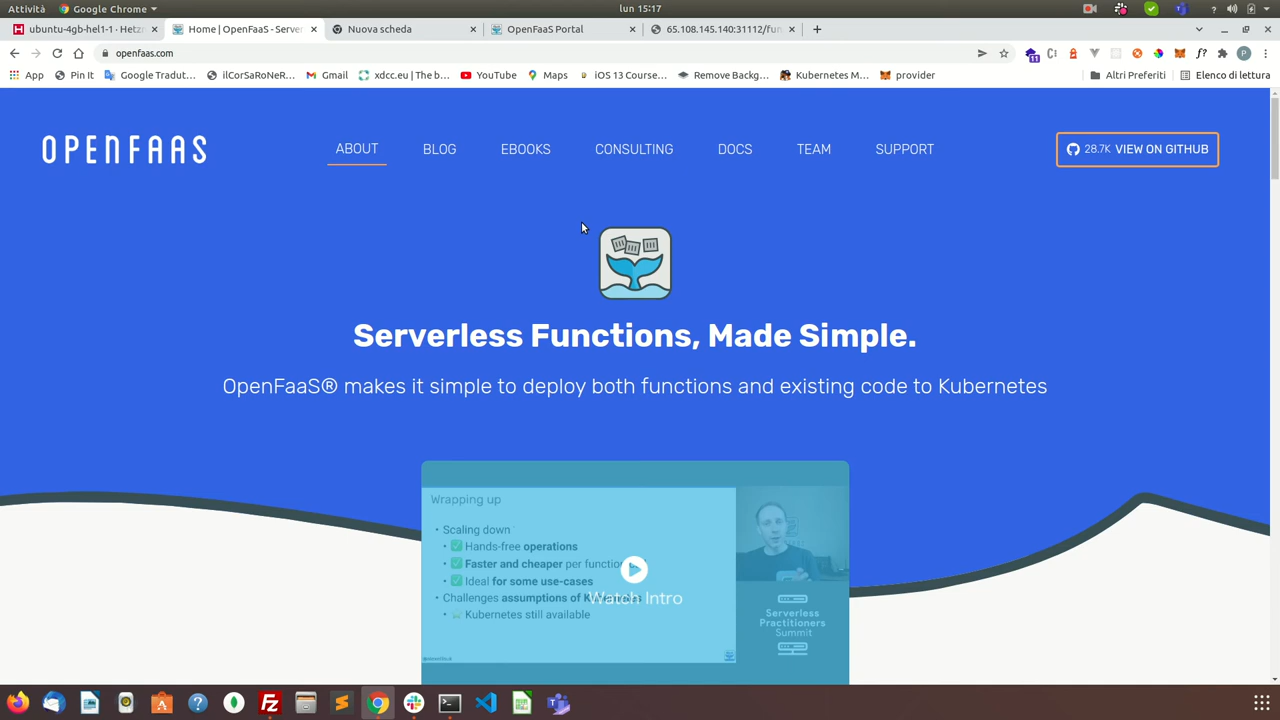 Attività
Google Chrome
lun 15:17
ubuntu-4gb-hel1-1 · Hetz
Home | OpenFaaS - Server
Nuova scheda
OpenFaaS Portal
65.108.145.140:31112/fun
openfaas.com
11
P
App
Pin It
Google Tradut...
ilCorSaRoNeR...
Gmail
xdcc.eu | The b...
YouTube
Maps
iOS 13 Course...
Remove Backg...
Kubernetes M...
provider
Altri Preferiti
Elenco di lettura
OPENFAAS
ABOUT
BLOG
EBOOKS
CONSULTING
DOCS
TEAM
SUPPORT
28.7K VIEW ON GITHUB
Serverless Functions, Made Simple.
OpenFaaS® makes it simple to deploy both functions and existing code to Kubernetes
Wrapping up
• Scaling down
• Hands-free operations
• Faster and cheaper per
• Ideal for some use-cases
• Challenges assumptions of
• Kubernetes still available
Watch Intro
Serverless
Practitioners
Summit